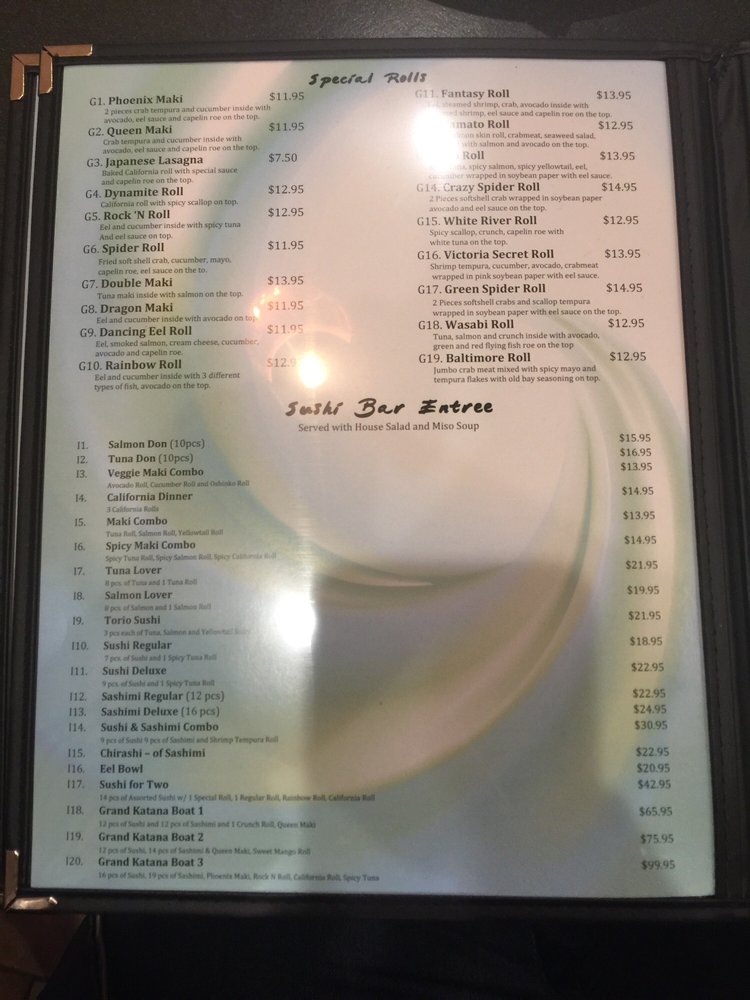 Special Rolls
G1. Phoenix Maki $11.95
2 pieces crab tempura and cucumber inside with
avocado, eel sauce and capelin roe on the top.
G2. Queen Maki $11.95
Crab tempura and cucumber inside with
avocado, eel sauce and capelin roe on the top.
G3. Japanese Lasagna $7.50
Baked California roll with special sauce
and capelin roe on the top.
G4. Dynamite Roll $12.95
California roll with spicy scallop on top.
G5. Rock 'N Roll $12.95
Eel and cucumber inside with spicy tuna
And eel sauce on top.
G6. Spider Roll $11.95
Fried soft shell crab, cucumber, mayo,
capelin roe, eel sauce on the to.
G7. Double Maki $13.95
Tuna maki inside with salmon on the top.
G8. Dragon Maki $11.95
Eel and cucumber inside with avocado on top
G9. Dancing Eel Roll $11.95
Eel, smoked salmon, cream cheese, cucumber,
avocado and capelin roe.
G10. Rainbow Roll $12.9
Eel and cucumber inside with 3 different
types of fish, avocado on the top.
G11. Fantasy Roll $13.95
steamed shrimp, crab, avocado inside with
shrimp, eel sauce and capelin roe on the top.
Roll $12.95
skin roll, crabmeat, seaweed salad,
with salmon and avocado on the top.
Roll $13.95
spicy salmon, spicy yellowtail, eel,
cucumber wrapped in soybean paper with eel sauce.
G14. Crazy Spider Roll $14.95
2 Pieces softshell crab wrapped in soybean paper
avocado and eel sauce on the top.
G15. White River Roll $12.95
Spicy scallop, crunch, capelin roe with
white tuna on the top.
G16. Victoria Secret Roll $13.95
Shrimp tempura, cucumber, avocado, crabmeat
wrapped in pink soybean paper with eel sauce.
G17. Green Spider Roll $14.95
2 Pieces softshell crabs and scallop tempura
wrapped in soybean paper with eel sauce on the top.
G18. Wasabi Roll $12.95
Tuna, salmon and crunch inside with avocado,
green and red flying fish roe on the top
G19. Baltimore Roll $12.95
Jumbo crab meat mixed with spicy mayo and
tempura flakes with old bay seasoning on top.
Sushi Bar Entree
Served with House Salad and Miso Soup
I1. Salmon Don (10pcs) $15.95
I2. Tuna Don (10pcs) $16.95
I3. Veggie Maki Combo $13.95
Avocado Roll, Cucumber Roll and Oshinko Roll
I4. California Dinner $14.95
3 California Rolls
I5. Maki Combo $13.95
Tuna Roll, Salmon Roll, Yellowtail Roll
I6. Spicy Maki Combo $14.95
Spicy Tuna Roll, Spicy Salmon Roll, Spicy California Roll
I7. Tuna Lover $21.95
8 pcs. of Tuna and 1 Tuna Roll
I8. Salmon Lover $19.95
8 pcs. of Salmon and 1 Salmon Roll
I9. Torio Sushi $21.95
3 pcs each of Tuna, Salmon and Yellowtail Sushi
I10. Sushi Regular $18.95
7 pcs. of Sushi and 1 Spicy Tuna Roll
I11. Sushi Deluxe $22.95
9 pcs. of Sushi and 1 Spicy Tuna Roll
I12. Sashimi Regular (12 pcs) $22.95
I13. Sashimi Deluxe (16 pcs) $24.95
I14. Sushi & Sashimi Combo $30.95
9 pcs of Sushi 9 pcs of Sashimi and Shrimp Tempura Roll
I15. Chirashi – of Sashimi $22.95
I16. Eel Bowl $20.95
I17. Sushi for Two $42.95
14 pcs of Assorted Sushi w/ 1 Special Roll, 1 Regular Roll, Rainbow Roll, California Roll
I18. Grand Katana Boat 1 $65.95
12 pcs of Sushi and 12 pcs of Sashimi and 1 Crunch Roll, Queen Maki
I19. Grand Katana Boat 2 $75.95
12 pcs of Sushi, 14 pcs of Sashimi & Queen Maki, Sweet Mango Roll
I20. Grand Katana Boat 3 $99.95
16 pcs of Sushi, 19 pcs of Sashimi, Phoenix Maki, Rock N Roll, California Roll, Spicy Tuna